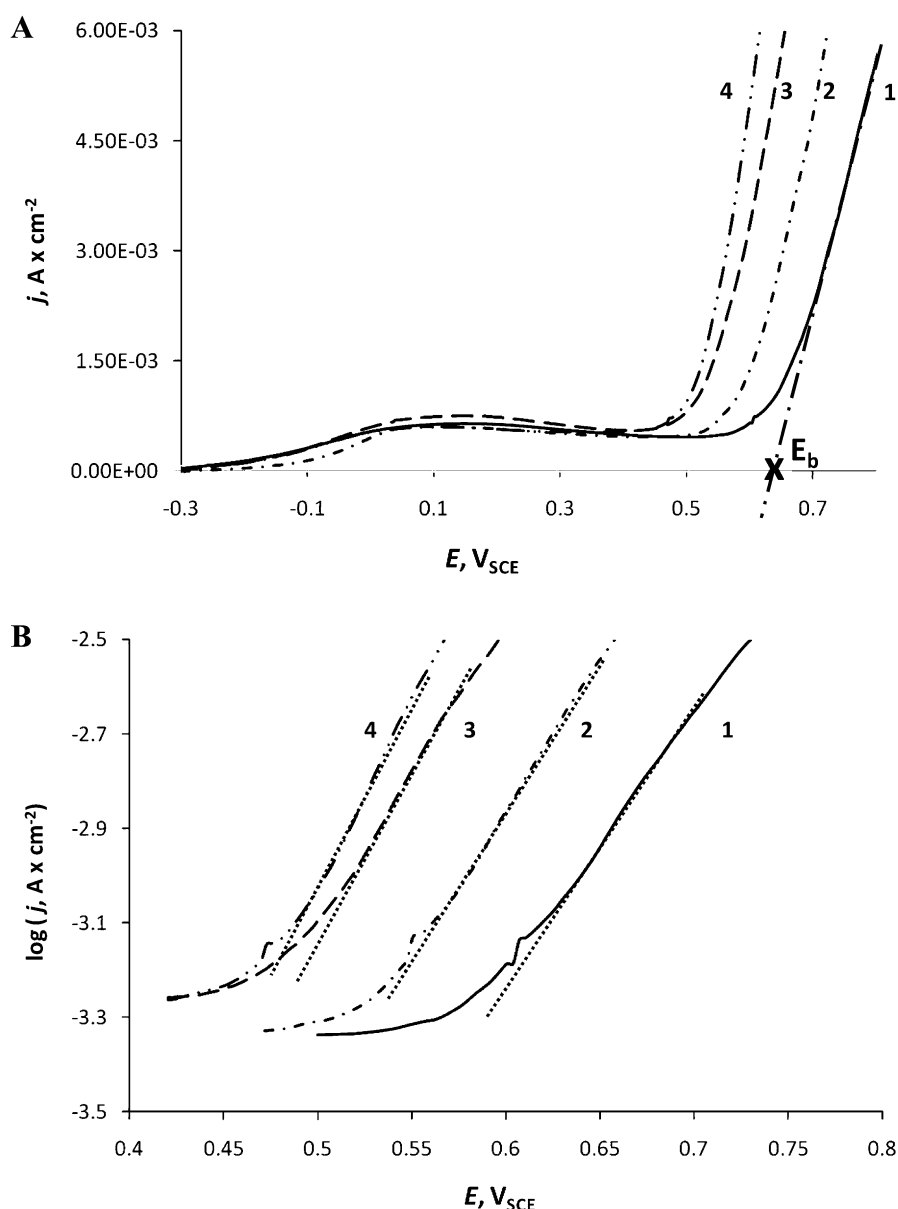 A
6.00E-03
4.50E-03
3.00E-03
1.50E-03
0.00E+00
j, A x cm-2
4 3 2 1
Eb
-0.3 -0.1 0.1 0.3 0.5 0.7
E, VSCE
B
-2.5
-2.7
-2.9
-3.1
-3.3
-3.5
log (j, A x cm-2)
4 3 2 1
0.4 0.45 0.5 0.55 0.6 0.65 0.7 0.75 0.8
E, VSCE